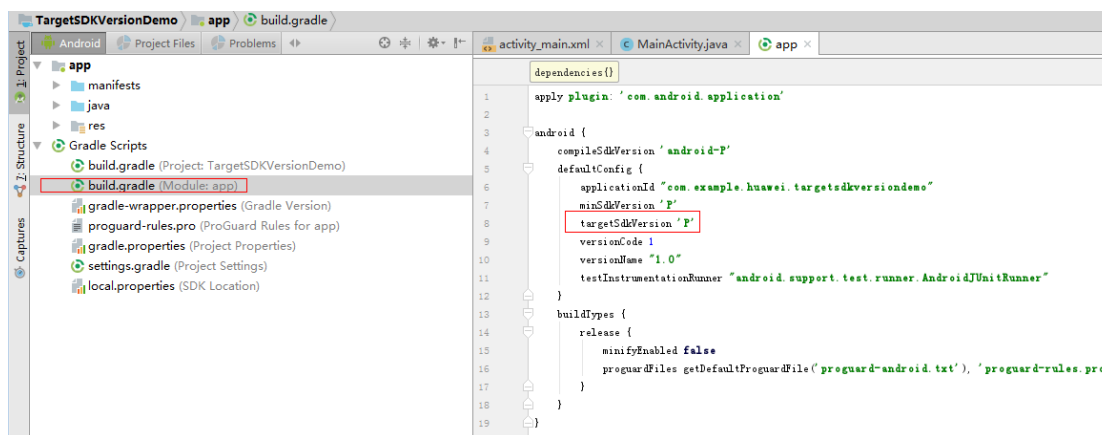 TargetSDKVersionDemo app build.gradle
Android Project Files Problems
1: Project
7: Structure
Captures
app
manifests
java
res
Gradle Scripts
build.gradle (Project: TargetSDKVersionDemo)
build.gradle (Module: app)
gradle-wrapper.properties (Gradle Version)
proguard-rules.pro (ProGuard Rules for app)
gradle.properties (Project Properties)
settings.gradle (Project Settings)
local.properties (SDK Location)
activity_main.xml MainActivity.java app
dependencies{}
1 apply plugin: 'com.android.application'
2
3 android {
4 compileSdkVersion 'android-P'
5 defaultConfig {
6 applicationId "com.example.huawei.targetsdkversiondemo"
7 minSdkVersion 'P'
8 targetSdkVersion 'P'
9 versionCode 1
10 versionName "1.0"
11 testInstrumentationRunner "android.support.test.runner.AndroidJUnitRunner"
12 }
13 buildTypes {
14 release {
15 minifyEnabled false
16 proguardFiles getDefaultProguardFile('proguard-android.txt'), 'proguard-rules.pro
17 }
18 }
19 }